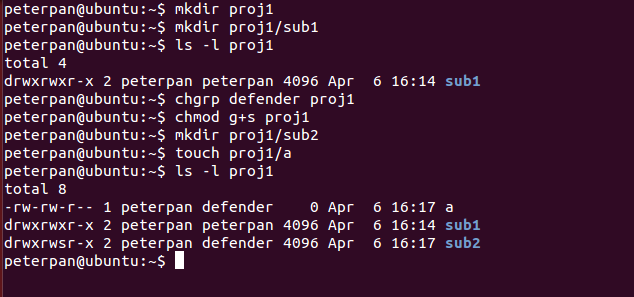 peterpan@ubuntu:~$ mkdir proj1
peterpan@ubuntu:~$ mkdir proj1/sub1
peterpan@ubuntu:~$ ls -l proj1
total 4
drwxrwxr-x 2 peterpan peterpan 4096 Apr  6 16:14 sub1
peterpan@ubuntu:~$ chgrp defender proj1
peterpan@ubuntu:~$ chmod g+s proj1
peterpan@ubuntu:~$ mkdir proj1/sub2
peterpan@ubuntu:~$ touch proj1/a
peterpan@ubuntu:~$ ls -l proj1
total 8
-rw-rw-r-- 1 peterpan defender    0 Apr  6 16:17 a
drwxrwxr-x 2 peterpan peterpan 4096 Apr  6 16:14 sub1
drwxrwsr-x 2 peterpan defender 4096 Apr  6 16:17 sub2
peterpan@ubuntu:~$